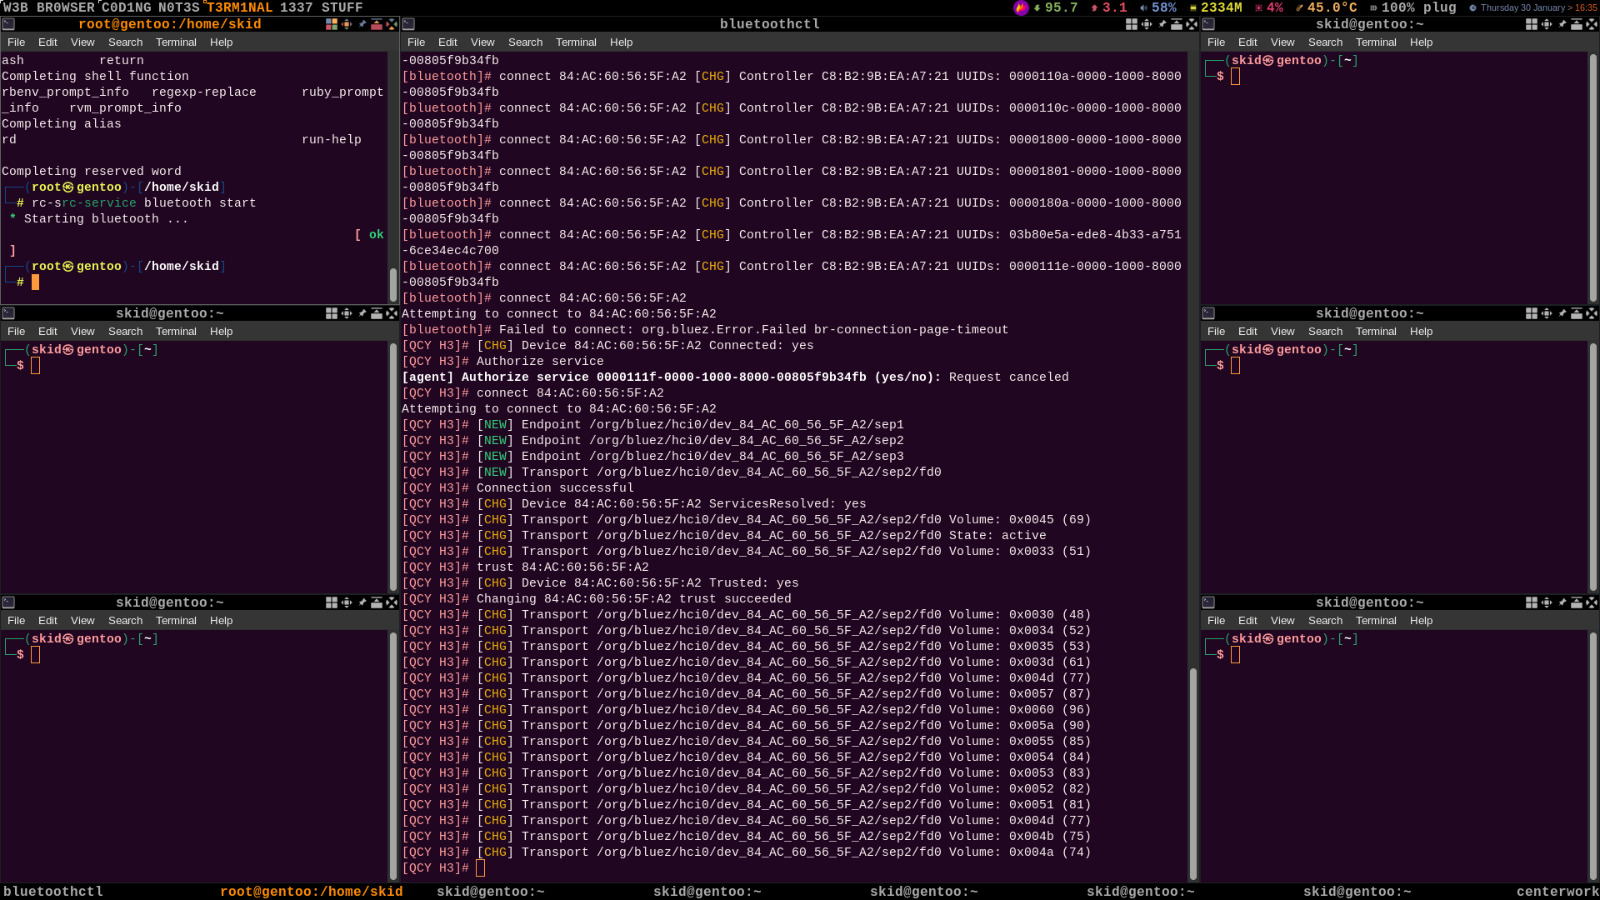 W3B BR0WSER C0D1NG N0T3S T3RM1NAL 1337 STUFF
95.7 3.1 58% 2334M 4% 45.0°C 100% plug Thursday 30 January > 16:35
root@gentoo:/home/skid
File Edit View Search Terminal Help
ash return
Completing shell function
rbenv_prompt_info regexp-replace ruby_prompt
_info rvm_prompt_info
Completing alias
rd run-help
Completing reserved word
(root㉿gentoo)-[/home/skid]
# rc-src-service bluetooth start
* Starting bluetooth ...
[ ok
]
(root㉿gentoo)-[/home/skid]
#
skid@gentoo:~
File Edit View Search Terminal Help
(skid㉿gentoo)-[~]
$
skid@gentoo:~
File Edit View Search Terminal Help
(skid㉿gentoo)-[~]
$
bluetoothctl
File Edit View Search Terminal Help
-00805f9b34fb
[bluetooth]# connect 84:AC:60:56:5F:A2 [CHG] Controller C8:B2:9B:EA:A7:21 UUIDs: 0000110a-0000-1000-8000
-00805f9b34fb
[bluetooth]# connect 84:AC:60:56:5F:A2 [CHG] Controller C8:B2:9B:EA:A7:21 UUIDs: 0000110c-0000-1000-8000
-00805f9b34fb
[bluetooth]# connect 84:AC:60:56:5F:A2 [CHG] Controller C8:B2:9B:EA:A7:21 UUIDs: 00001800-0000-1000-8000
-00805f9b34fb
[bluetooth]# connect 84:AC:60:56:5F:A2 [CHG] Controller C8:B2:9B:EA:A7:21 UUIDs: 00001801-0000-1000-8000
-00805f9b34fb
[bluetooth]# connect 84:AC:60:56:5F:A2 [CHG] Controller C8:B2:9B:EA:A7:21 UUIDs: 0000180a-0000-1000-8000
-00805f9b34fb
[bluetooth]# connect 84:AC:60:56:5F:A2 [CHG] Controller C8:B2:9B:EA:A7:21 UUIDs: 03b80e5a-ede8-4b33-a751
-6ce34ec4c700
[bluetooth]# connect 84:AC:60:56:5F:A2 [CHG] Controller C8:B2:9B:EA:A7:21 UUIDs: 0000111e-0000-1000-8000
-00805f9b34fb
[bluetooth]# connect 84:AC:60:56:5F:A2
Attempting to connect to 84:AC:60:56:5F:A2
[bluetooth]# Failed to connect: org.bluez.Error.Failed br-connection-page-timeout
[QCY H3]# [CHG] Device 84:AC:60:56:5F:A2 Connected: yes
[QCY H3]# Authorize service
[agent] Authorize service 0000111f-0000-1000-8000-00805f9b34fb (yes/no): Request canceled
[QCY H3]# connect 84:AC:60:56:5F:A2
Attempting to connect to 84:AC:60:56:5F:A2
[QCY H3]# [NEW] Endpoint /org/bluez/hci0/dev_84_AC_60_56_5F_A2/sep1
[QCY H3]# [NEW] Endpoint /org/bluez/hci0/dev_84_AC_60_56_5F_A2/sep2
[QCY H3]# [NEW] Endpoint /org/bluez/hci0/dev_84_AC_60_56_5F_A2/sep3
[QCY H3]# [NEW] Transport /org/bluez/hci0/dev_84_AC_60_56_5F_A2/sep2/fd0
[QCY H3]# Connection successful
[QCY H3]# [CHG] Device 84:AC:60:56:5F:A2 ServicesResolved: yes
[QCY H3]# [CHG] Transport /org/bluez/hci0/dev_84_AC_60_56_5F_A2/sep2/fd0 Volume: 0x0045 (69)
[QCY H3]# [CHG] Transport /org/bluez/hci0/dev_84_AC_60_56_5F_A2/sep2/fd0 State: active
[QCY H3]# [CHG] Transport /org/bluez/hci0/dev_84_AC_60_56_5F_A2/sep2/fd0 Volume: 0x0033 (51)
[QCY H3]# trust 84:AC:60:56:5F:A2
[QCY H3]# [CHG] Device 84:AC:60:56:5F:A2 Trusted: yes
[QCY H3]# Changing 84:AC:60:56:5F:A2 trust succeeded
[QCY H3]# [CHG] Transport /org/bluez/hci0/dev_84_AC_60_56_5F_A2/sep2/fd0 Volume: 0x0030 (48)
[QCY H3]# [CHG] Transport /org/bluez/hci0/dev_84_AC_60_56_5F_A2/sep2/fd0 Volume: 0x0034 (52)
[QCY H3]# [CHG] Transport /org/bluez/hci0/dev_84_AC_60_56_5F_A2/sep2/fd0 Volume: 0x0035 (53)
[QCY H3]# [CHG] Transport /org/bluez/hci0/dev_84_AC_60_56_5F_A2/sep2/fd0 Volume: 0x003d (61)
[QCY H3]# [CHG] Transport /org/bluez/hci0/dev_84_AC_60_56_5F_A2/sep2/fd0 Volume: 0x004d (77)
[QCY H3]# [CHG] Transport /org/bluez/hci0/dev_84_AC_60_56_5F_A2/sep2/fd0 Volume: 0x0057 (87)
[QCY H3]# [CHG] Transport /org/bluez/hci0/dev_84_AC_60_56_5F_A2/sep2/fd0 Volume: 0x0060 (96)
[QCY H3]# [CHG] Transport /org/bluez/hci0/dev_84_AC_60_56_5F_A2/sep2/fd0 Volume: 0x005a (90)
[QCY H3]# [CHG] Transport /org/bluez/hci0/dev_84_AC_60_56_5F_A2/sep2/fd0 Volume: 0x0055 (85)
[QCY H3]# [CHG] Transport /org/bluez/hci0/dev_84_AC_60_56_5F_A2/sep2/fd0 Volume: 0x0054 (84)
[QCY H3]# [CHG] Transport /org/bluez/hci0/dev_84_AC_60_56_5F_A2/sep2/fd0 Volume: 0x0053 (83)
[QCY H3]# [CHG] Transport /org/bluez/hci0/dev_84_AC_60_56_5F_A2/sep2/fd0 Volume: 0x0052 (82)
[QCY H3]# [CHG] Transport /org/bluez/hci0/dev_84_AC_60_56_5F_A2/sep2/fd0 Volume: 0x0051 (81)
[QCY H3]# [CHG] Transport /org/bluez/hci0/dev_84_AC_60_56_5F_A2/sep2/fd0 Volume: 0x004d (77)
[QCY H3]# [CHG] Transport /org/bluez/hci0/dev_84_AC_60_56_5F_A2/sep2/fd0 Volume: 0x004b (75)
[QCY H3]# [CHG] Transport /org/bluez/hci0/dev_84_AC_60_56_5F_A2/sep2/fd0 Volume: 0x004a (74)
[QCY H3]#
skid@gentoo:~
File Edit View Search Terminal Help
(skid㉿gentoo)-[~]
$
skid@gentoo:~
File Edit View Search Terminal Help
(skid㉿gentoo)-[~]
$
skid@gentoo:~
File Edit View Search Terminal Help
(skid㉿gentoo)-[~]
$
bluetoothctl root@gentoo:/home/skid skid@gentoo:~ skid@gentoo:~ skid@gentoo:~ skid@gentoo:~ skid@gentoo:~ centerwork